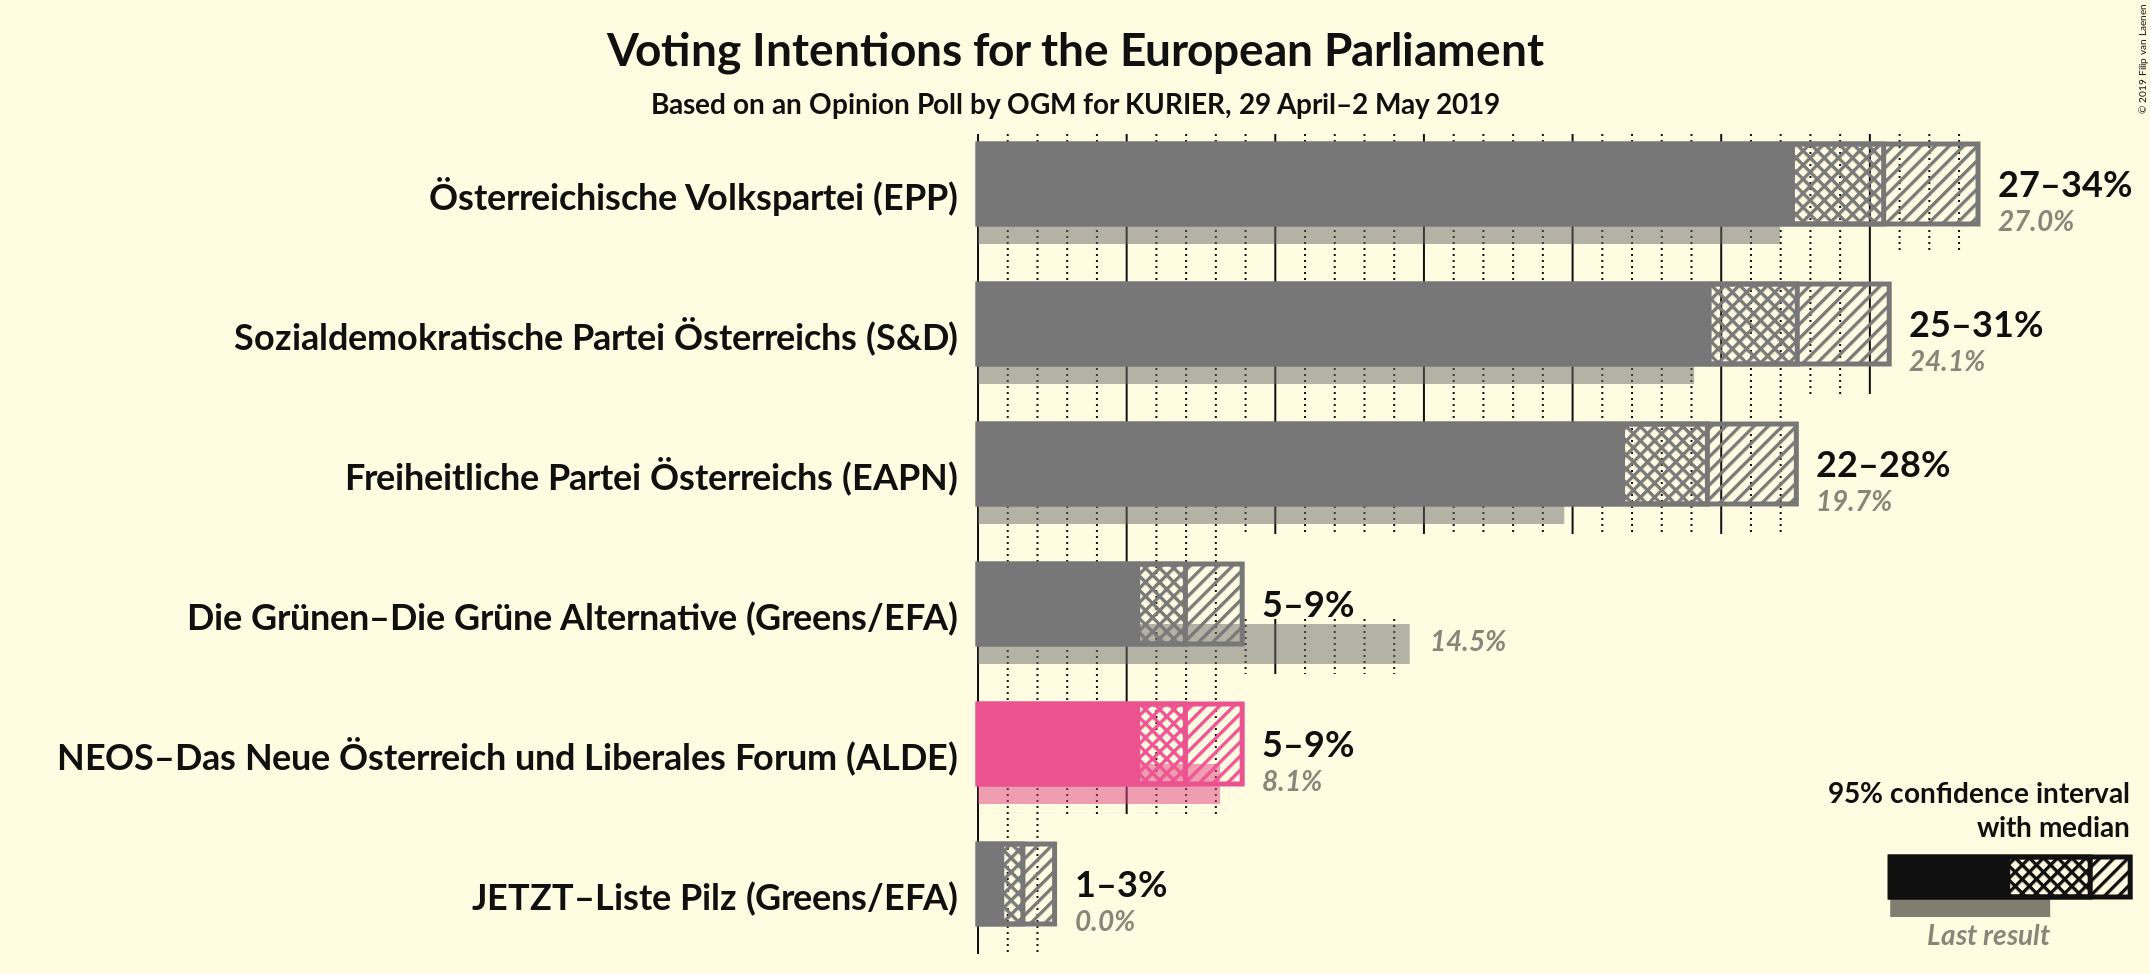 Voting Intentions for the European Parliament
Based on an Opinion Poll by OGM for KURIER, 29 April–2 May 2019
© 2019 Filip van Laenen
Österreichische Volkspartei (EPP)
27–34%
27.0%
Sozialdemokratische Partei Österreichs (S&D)
25–31%
24.1%
Freiheitliche Partei Österreichs (EAPN)
22–28%
19.7%
Die Grünen–Die Grüne Alternative (Greens/EFA)
5–9%
14.5%
NEOS–Das Neue Österreich und Liberales Forum (ALDE)
5–9%
8.1%
JETZT–Liste Pilz (Greens/EFA)
1–3%
0.0%
95% confidence interval
with median
Last result